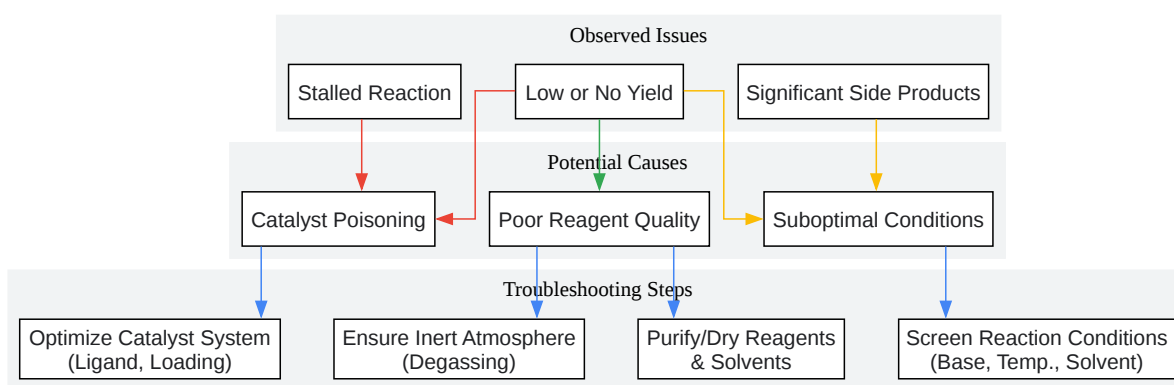 Observed Issues
Stalled Reaction
Low or No Yield
Significant Side Products
Potential Causes
Catalyst Poisoning
Poor Reagent Quality
Suboptimal Conditions
Troubleshooting Steps
Optimize Catalyst System
(Ligand, Loading)
Ensure Inert Atmosphere
(Degassing)
Purify/Dry Reagents
& Solvents
Screen Reaction Conditions
(Base, Temp., Solvent)